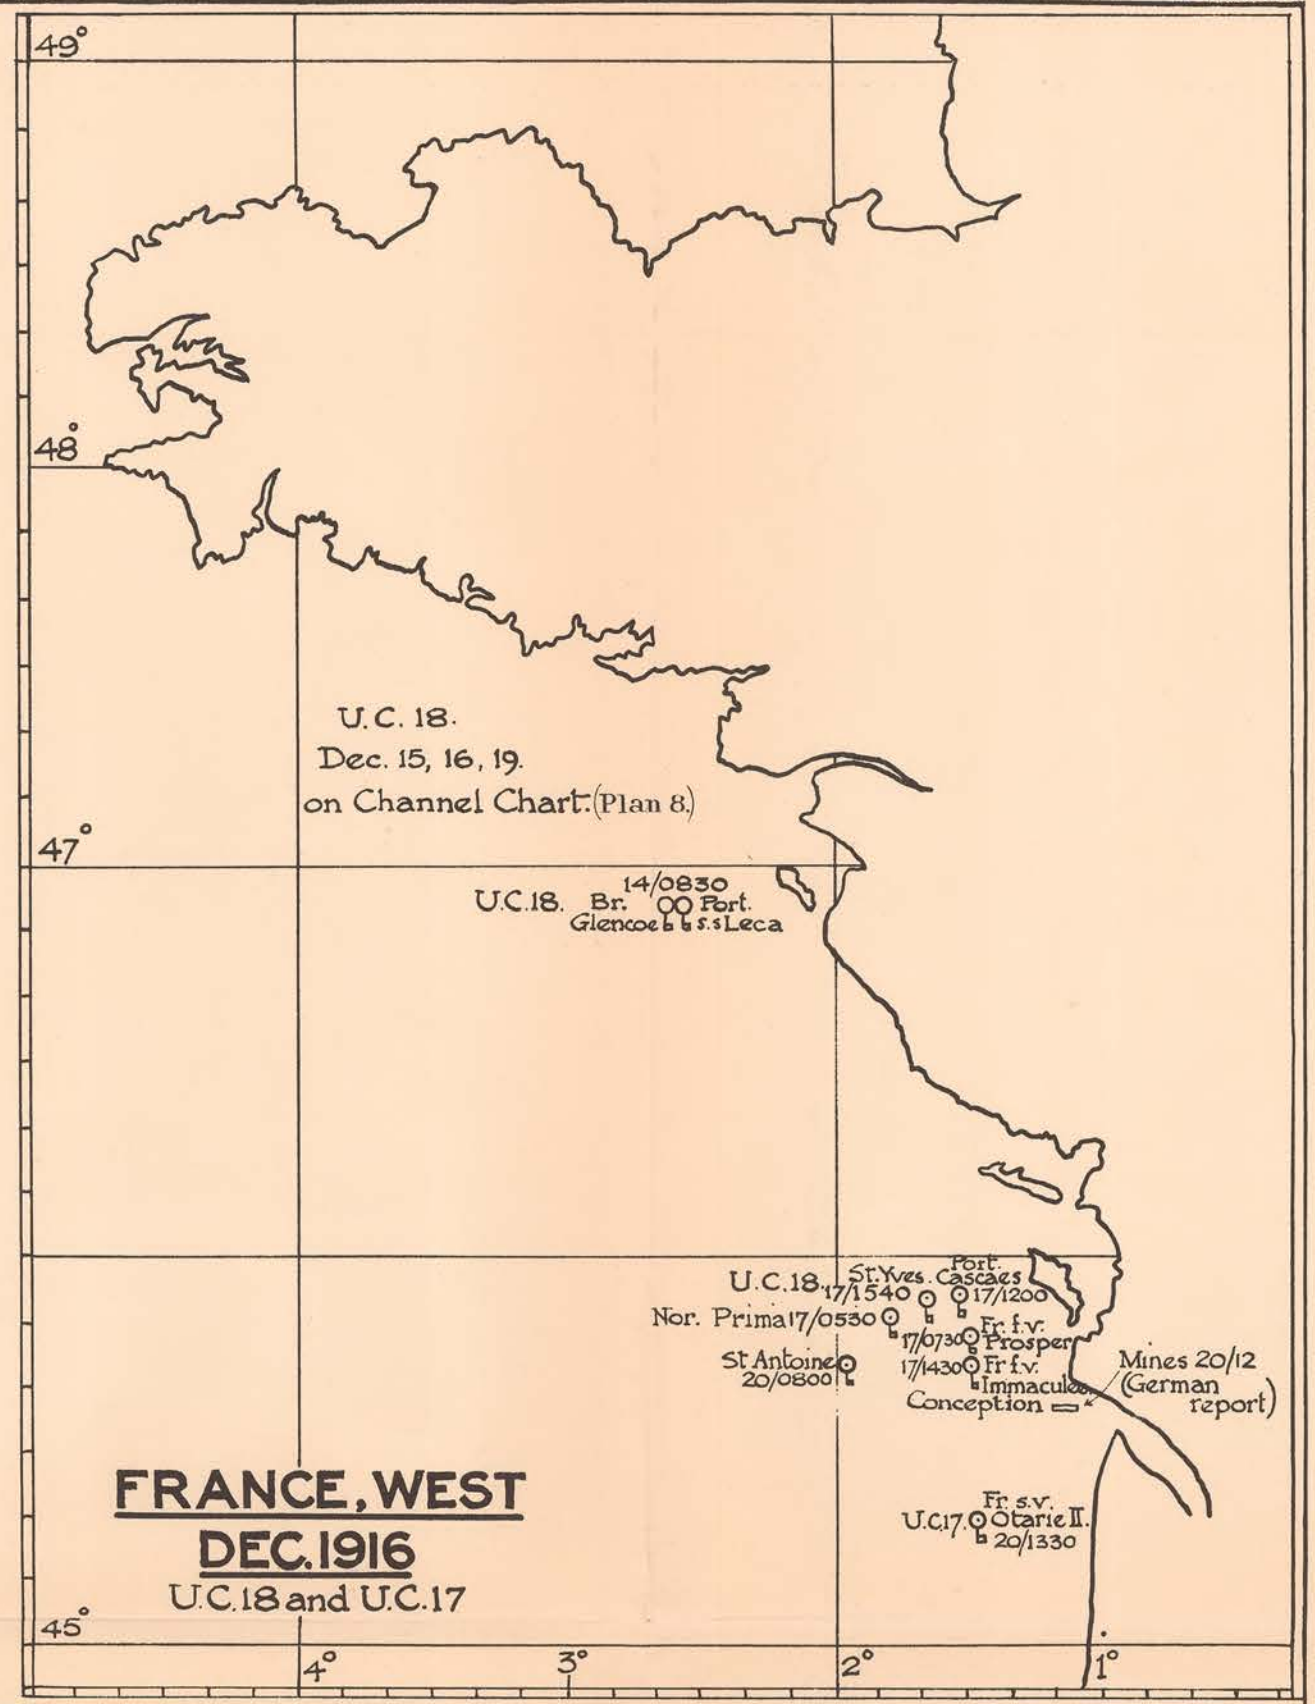 49°
48°
U.C. 18.
Dec. 15, 16, 19.
on Channel Chart. (Plan 8.)
47°
14/0830
U.C.18. Br. Port.
Glencoe s.s Leca
Port.
U.C.18. St. Yves. Cascaes
17/1540 17/1200
Nor. Prima 17/0530
Fr. f.v.
17/0730 Prosper
St Antoine
20/0800
17/1430 Fr f.v.
Immaculee
Conception
Mines 20/12
(German
report)
FRANCE, WEST
DEC. 1916
U.C.18 and U.C.17
Fr. s.v.
U.C.17. Otarie II.
20/1330
45°
4° 3° 2° 1°